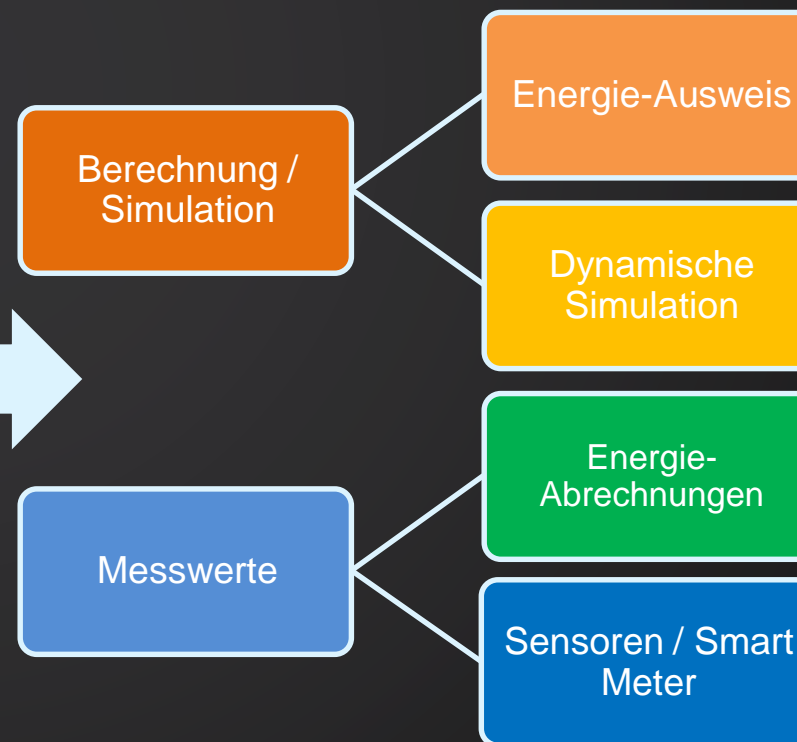 Berechnung /
Simulation
Energie-Ausweis
Dynamische
Simulation
Messwerte
Energie-
Abrechnungen
Sensoren / Smart
Meter